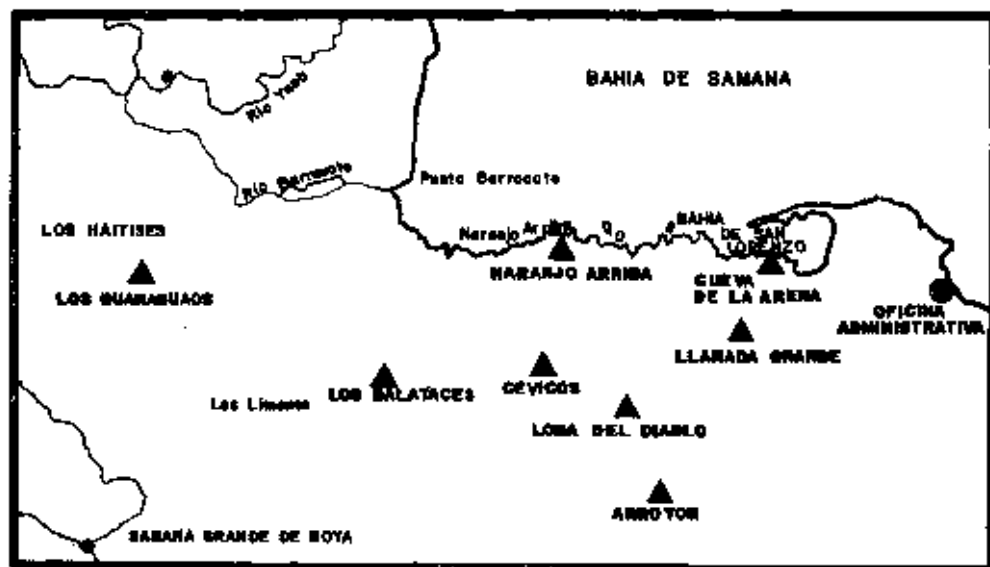 BAHIA DE SAMANA
Rio Yuna
Rio Barracote
Punta Barracote
LOS HAITISES
Naranjo Arriba
BAHIA
DE SAN
LORENZO
NARANJO ARRIBA
CUEVA
DE LA ARENA
LOS GUARAGUAOS
OFICINA
ADMINISTRATIVA
LLANADA GRANDE
LOS BALATACES
CEVICOS
Los Limones
LOMA DEL DIABLO
SABANA GRANDE DE BOYA